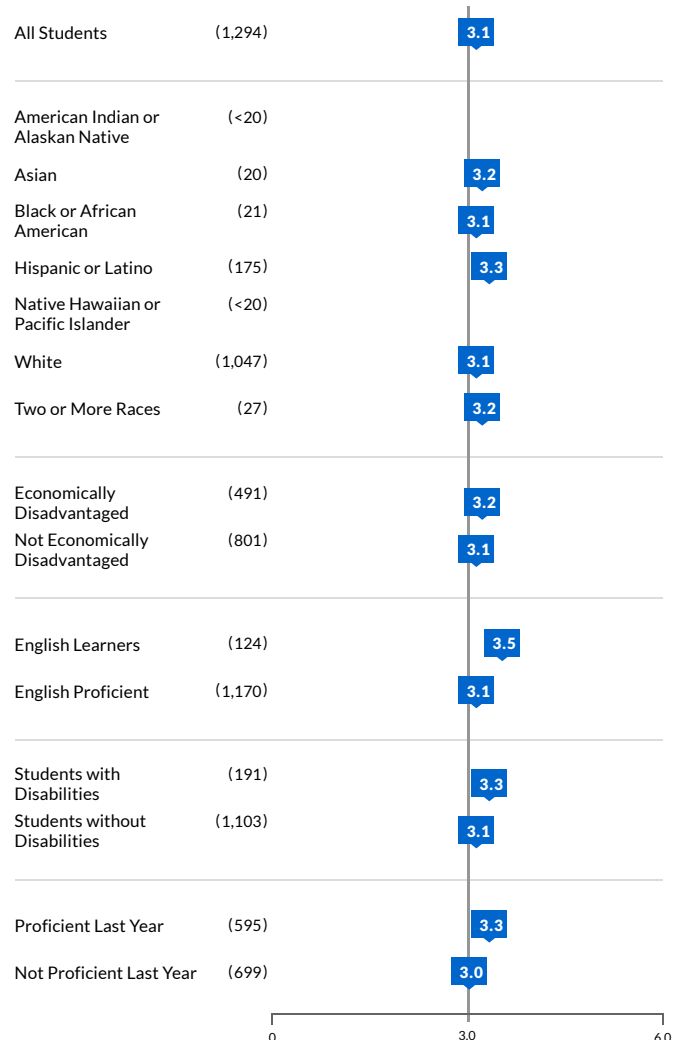 All Students (1,294) 3.1
American Indian or (<20)
Alaskan Native
Asian (20) 3.2
Black or African (21) 3.1
American
Hispanic or Latino (175) 3.3
Native Hawaiian or (<20)
Pacific Islander
White (1,047) 3.1
Two or More Races (27) 3.2
Economically (491) 3.2
Disadvantaged
Not Economically (801) 3.1
Disadvantaged
English Learners (124) 3.5
English Proficient (1,170) 3.1
Students with (191) 3.3
Disabilities
Students without (1,103) 3.1
Disabilities
Proficient Last Year (595) 3.3
Not Proficient Last Year (699) 3.0
0 3.0 6.0